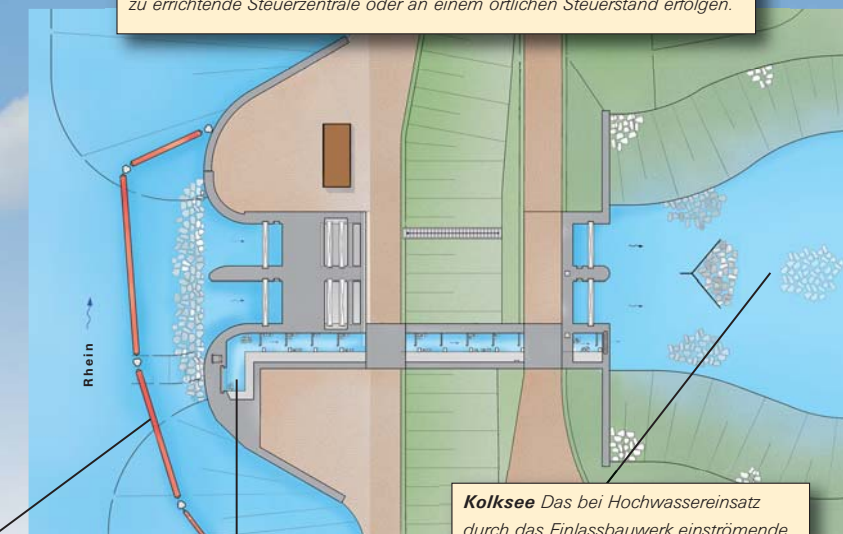 zu errichtende Steuerzentrale oder an einem örtlichen Steuerstand erfolgen.
Rhein
Kolksee Das bei Hochwassereinsatz
durch das Einlassbauwerk einströmende